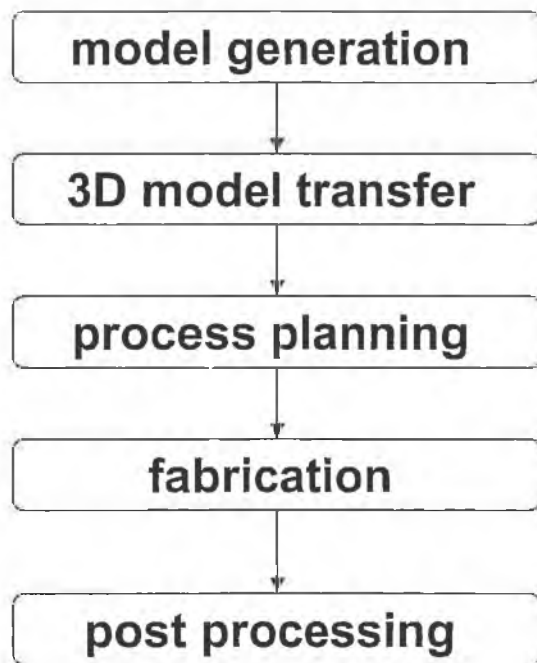 model generation
3D model transfer
process planning
fabrication
post processing